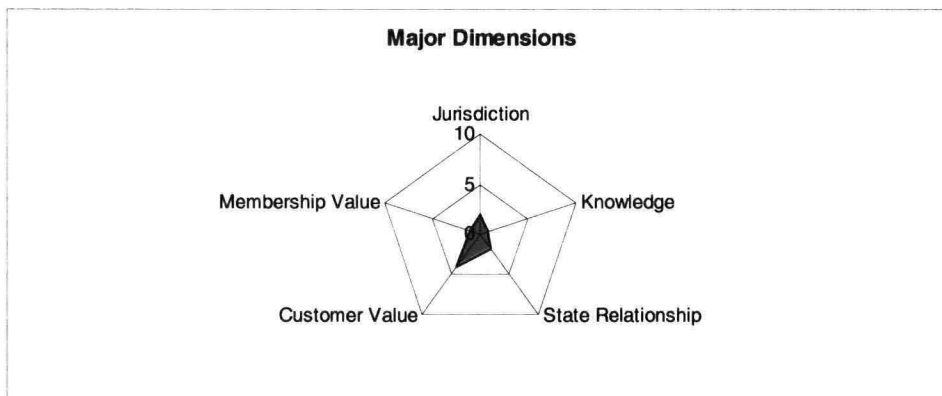 Major Dimensions
Jurisdiction
10
5
0
Membership Value
Knowledge
Customer Value
State Relationship